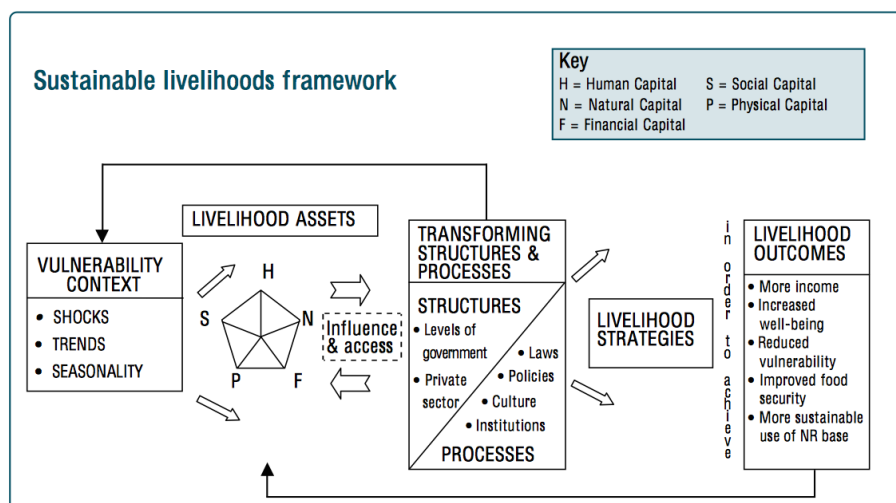 Sustainable livelihoods framework
Key
H = Human Capital S = Social Capital
N = Natural Capital P = Physical Capital
F = Financial Capital
LIVELIHOOD ASSETS
VULNERABILITY
CONTEXT
• SHOCKS
• TRENDS
• SEASONALITY
H
S
N
P
F
Influence
& access
TRANSFORMING
STRUCTURES &
PROCESSES
STRUCTURES
• Levels of
government
• Private
sector
• Laws
• Policies
• Culture
• Institutions
PROCESSES
LIVELIHOOD
STRATEGIES
in order to achieve
LIVELIHOOD
OUTCOMES
• More income
• Increased
well-being
• Reduced
vulnerability
• Improved food
security
• More sustainable
use of NR base